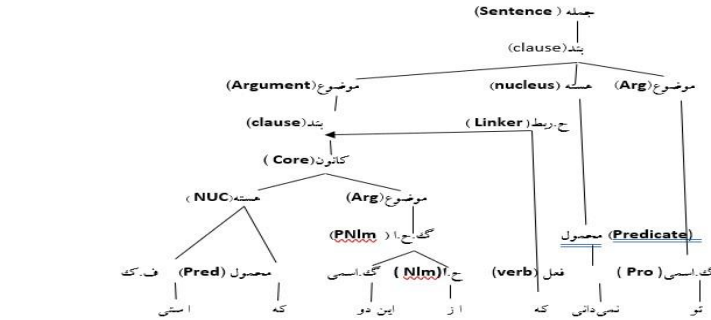 جمله ( Sentence)
بند(clause)
موضوع(Arg) هسته (nucleus) موضوع(Argument)
ح.ربط( Linker ) بند(clause)
کانون(Core )
موضوع(Arg) هسته(NUC )
محمول (Predicate) گ.ح.ا ( PNlm)
گ.اسمی( Pro ) فعل (verb) ح.ا( Nlm) گ.اسمی محمول (Pred) ف.ک
تو نمی‌دانی که از این دو که استی